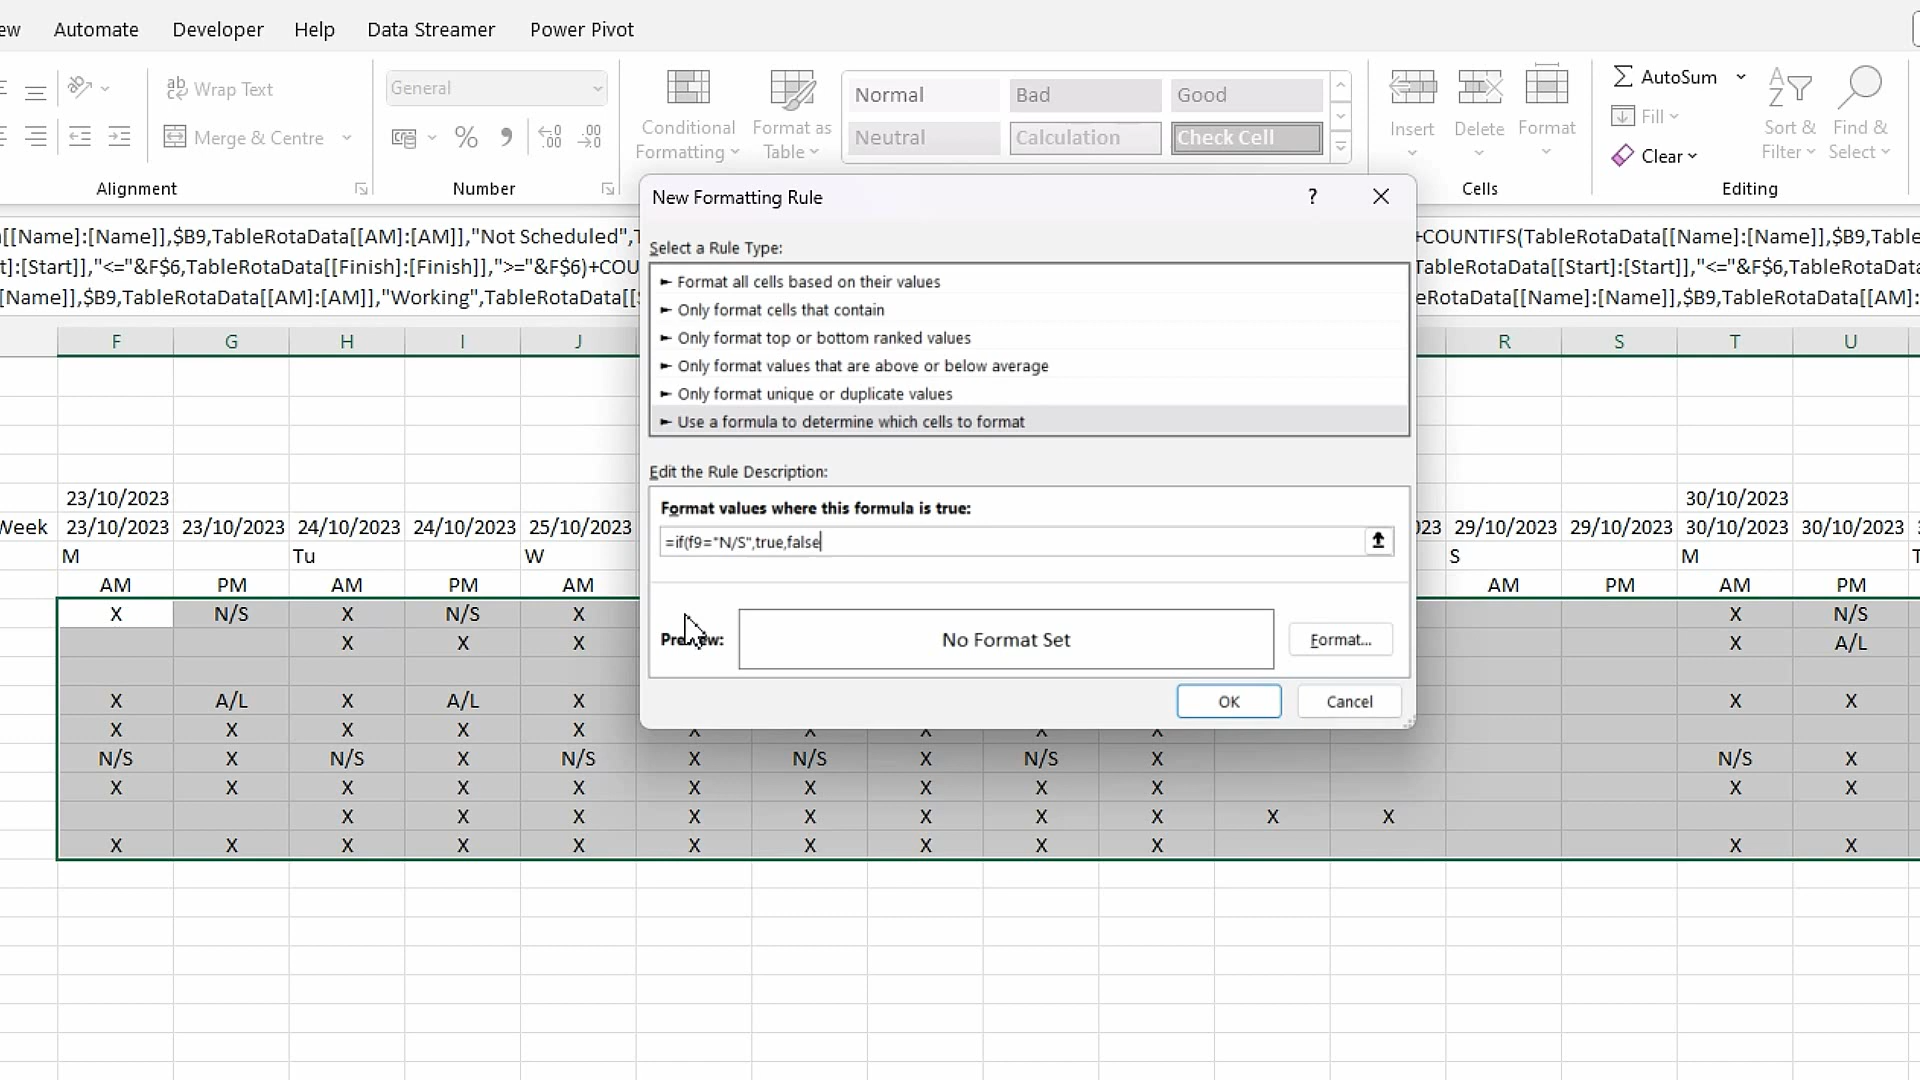 ew Automate Developer Help Data Streamer Power Pivot
ab Wrap Text General Normal Bad Good AutoSum
Conditional Formatting Format as Table Insert Delete Format Fill Sort & Filter Find & Select
Merge & Centre % Neutral Calculation Check Cell Clear
Alignment Number Cells Editing
New Formatting Rule ?
[[Name]:[Name]],$B9,TableRotaData[[AM]:[AM]],"Not Scheduled", +COUNTIFS(TableRotaData[[Name]:[Name]],$B9,Table
t]:[Start]],"<="&F$6,TableRotaData[[Finish]:[Finish]],">="&F$6)+COU TableRotaData[[Start]:[Start]],"<="&F$6,TableRotaData
[Name]],$B9,TableRotaData[[AM]:[AM]],"Working",TableRotaData[[S eRotaData[[Name]:[Name]],$B9,TableRotaData[[AM]:
Select a Rule Type:
► Format all cells based on their values
► Only format cells that contain
► Only format top or bottom ranked values
► Only format values that are above or below average
► Only format unique or duplicate values
► Use a formula to determine which cells to format
Edit the Rule Description:
Format values where this formula is true:
=if(f9="N/S",true,false
Preview: No Format Set Format...
OK Cancel
F G H I J R S T U
23/10/2023 30/10/2023
Week 23/10/2023 23/10/2023 24/10/2023 24/10/2023 25/10/2023 023 29/10/2023 29/10/2023 30/10/2023 30/10/2023
M Tu W S M T
AM PM AM PM AM AM PM AM PM
X N/S X N/S X X N/S
X X X X A/L
X A/L X A/L X X X
X X X X X X X X X X
N/S X N/S X N/S X N/S X N/S X N/S X
X X X X X X X X X X X X
X X X X X X X X X X
X X X X X X X X X X X X